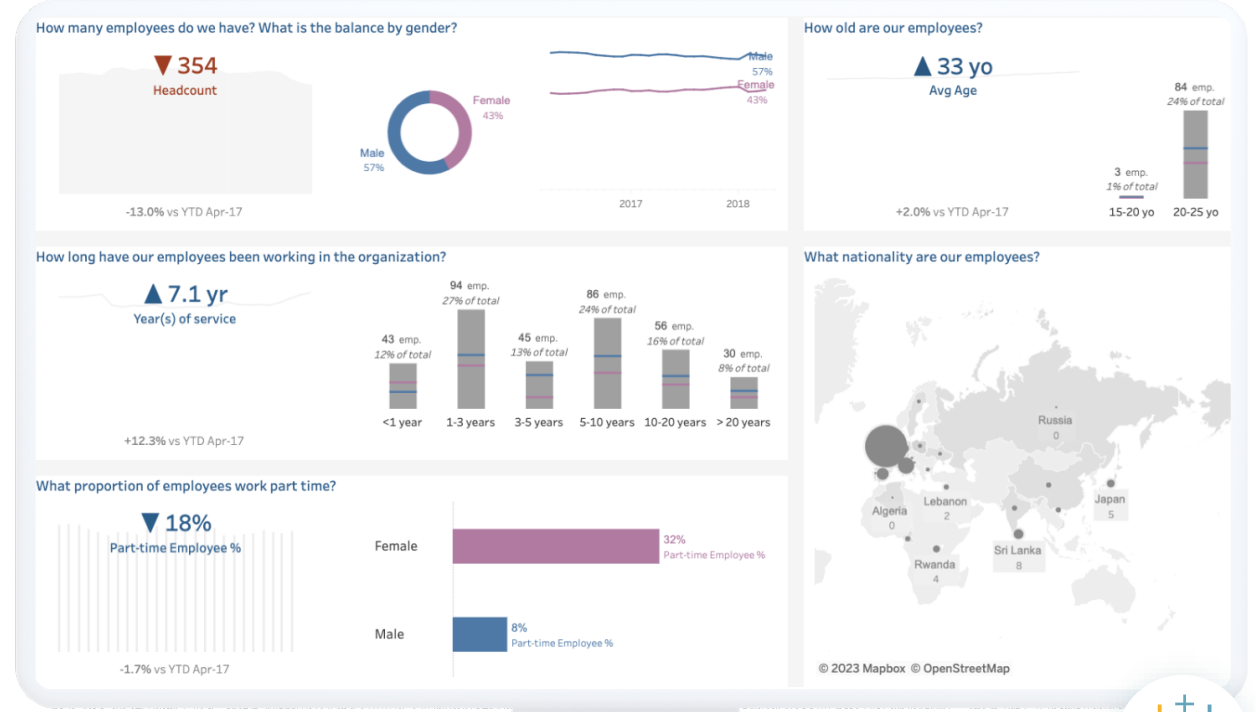 How many employees do we have? What is the balance by gender?
▼ 354
Headcount
-13.0% vs YTD Apr-17
Female
43%
Male
57%
Male
57%
Female
43%
2017
2018
How old are our employees?
▲ 33 yo
Avg Age
+2.0% vs YTD Apr-17
84 emp.
24% of total
3 emp.
1% of total
15-20 yo
20-25 yo
How long have our employees been working in the organization?
▲ 7.1 yr
Year(s) of service
+12.3% vs YTD Apr-17
43 emp.
12% of total
94 emp.
27% of total
45 emp.
13% of total
86 emp.
24% of total
56 emp.
16% of total
30 emp.
8% of total
<1 year
1-3 years
3-5 years
5-10 years
10-20 years
> 20 years
What nationality are our employees?
Russia
0
Algeria
0
Lebanon
2
Japan
5
Sri Lanka
8
Rwanda
4
© 2023 Mapbox © OpenStreetMap
What proportion of employees work part time?
▼ 18%
Part-time Employee %
-1.7% vs YTD Apr-17
Female
32%
Part-time Employee %
Male
8%
Part-time Employee %